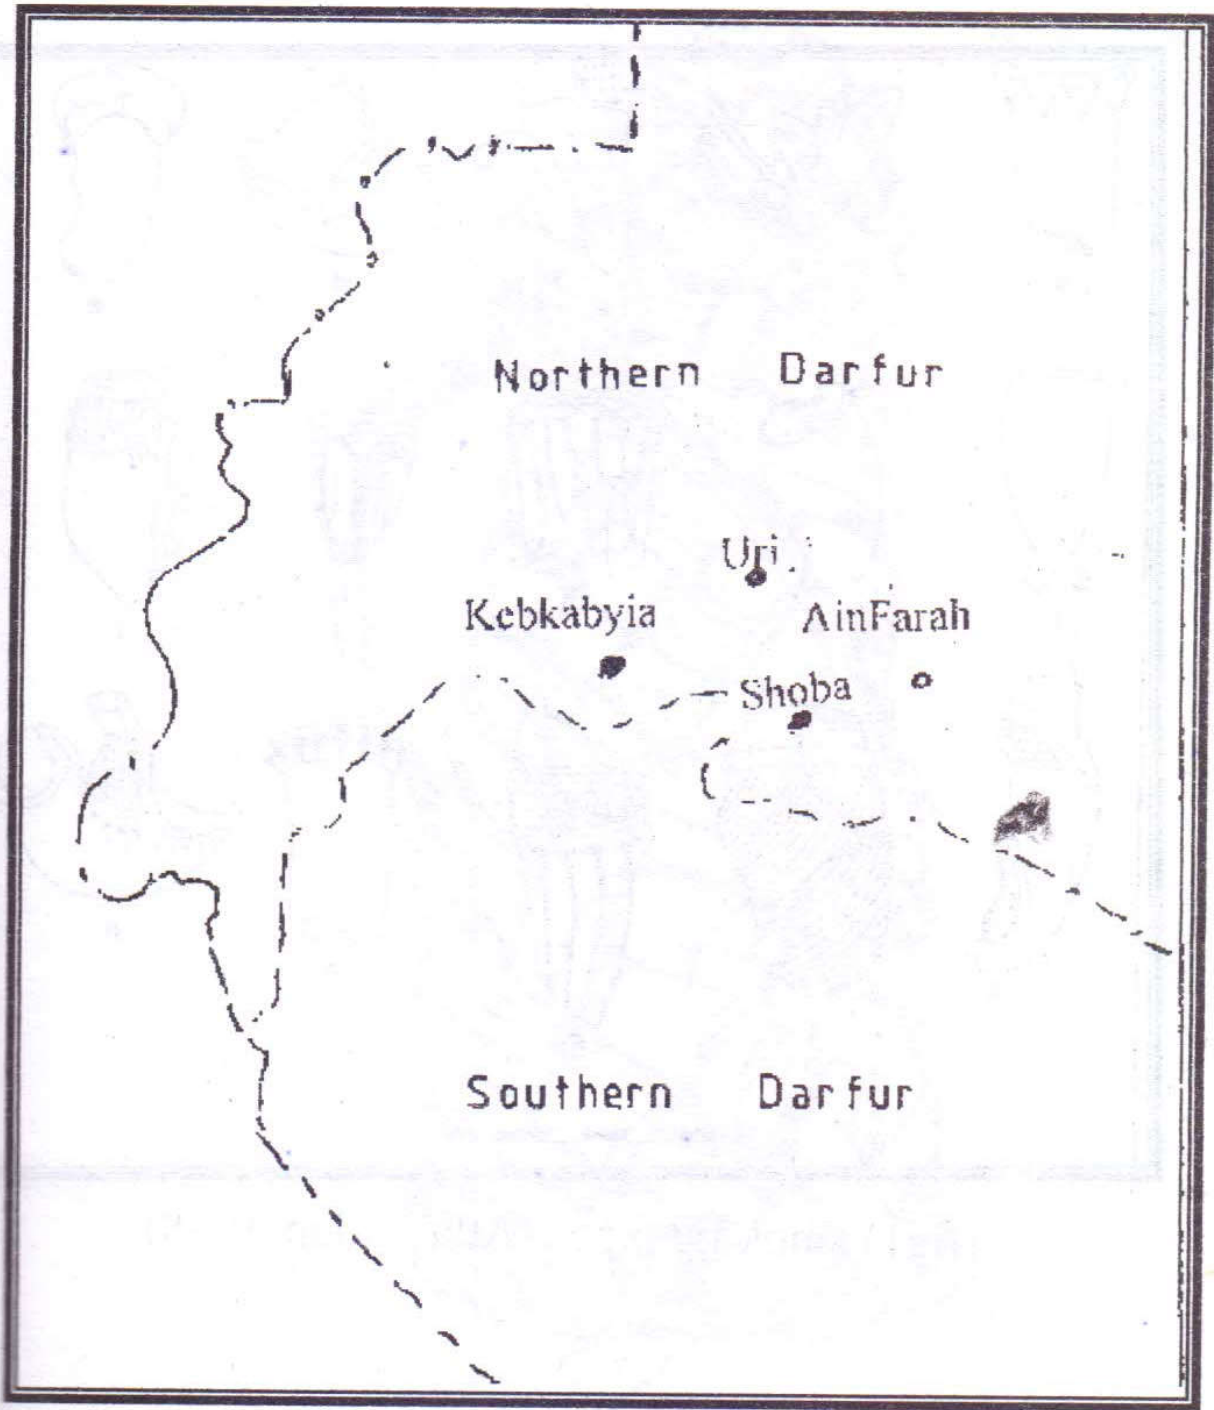 Northern Darfur
Uri
Kebkabyia
AinFarah
Shoba
Southern Darfur